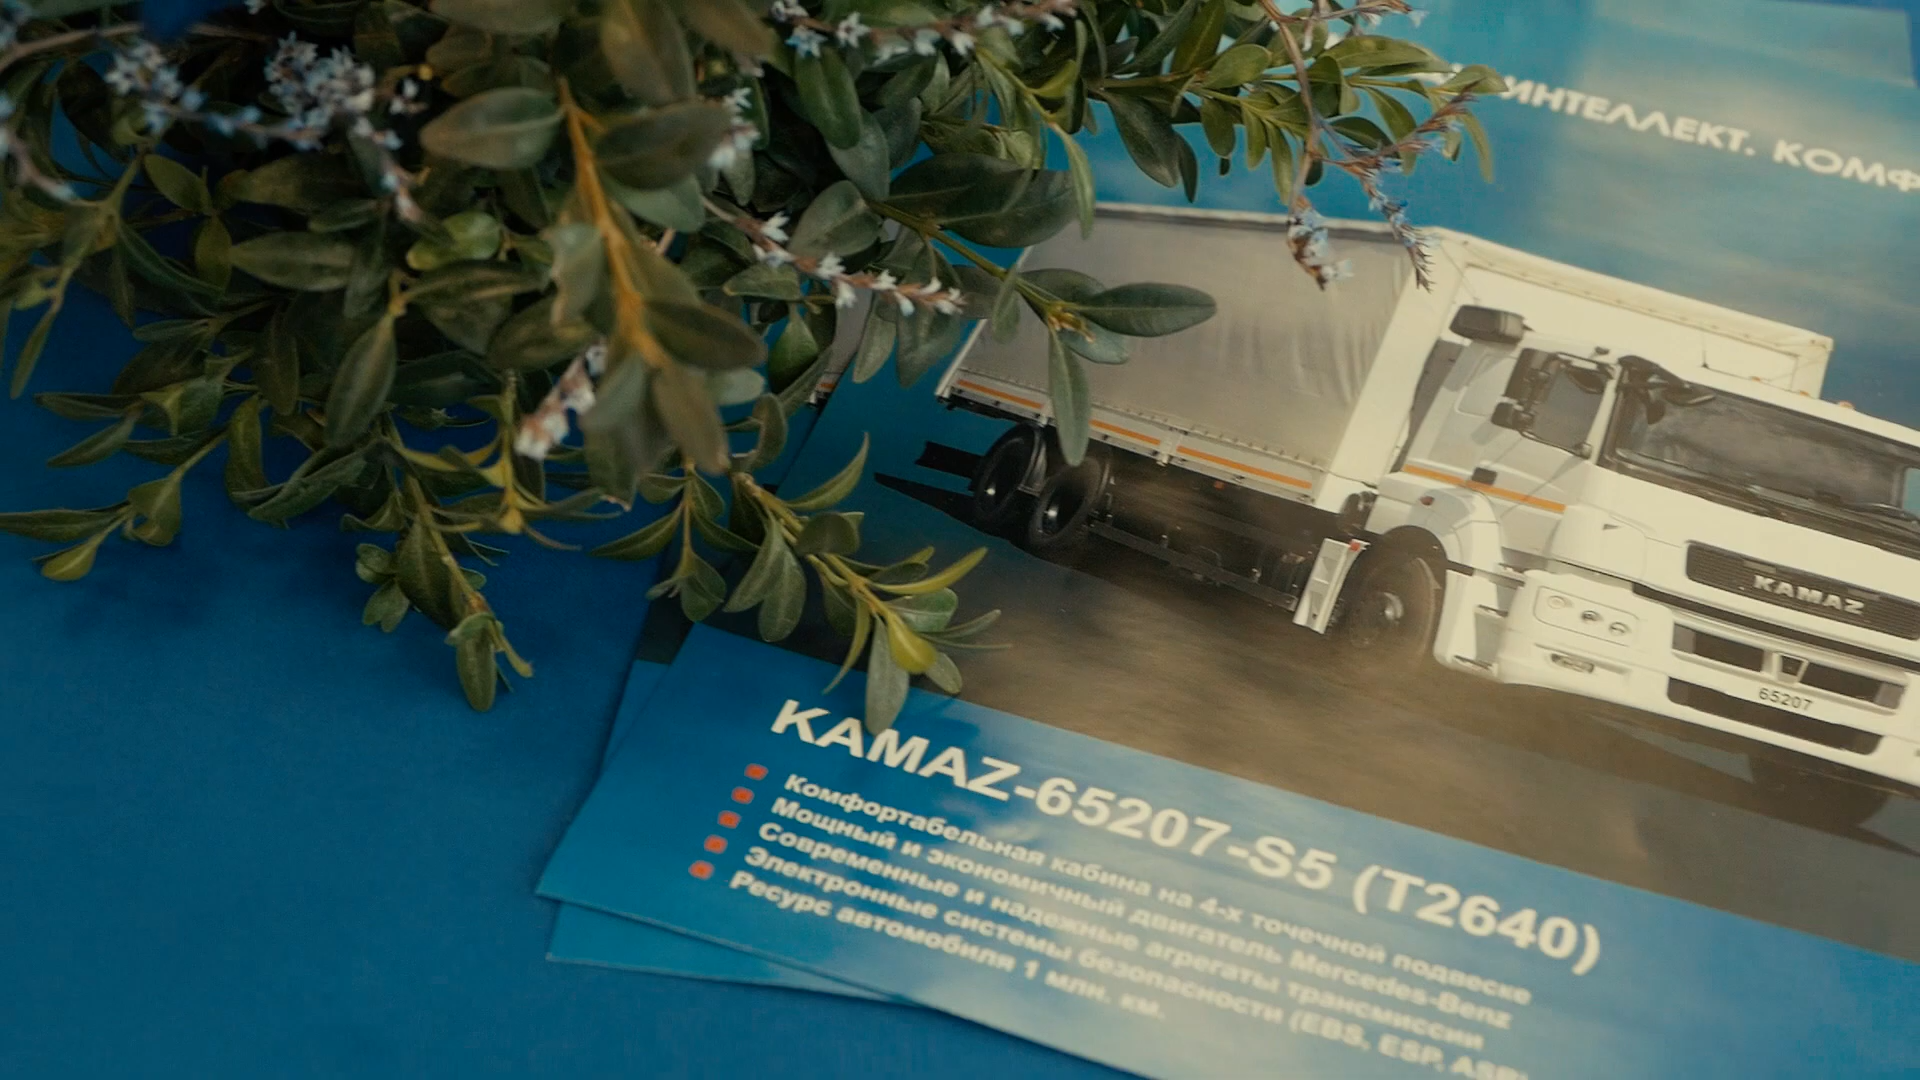 ИНТЕЛЛЕКТ. КОМФ
KAMAZ
65207
KAMAZ-65207-S5 (T2640)
Комфортабельная кабина на 4-х точечной подвеске
Мощный и экономичный двигатель Mercedes-Benz
Современные и надежные агрегаты трансмиссии
Электронные системы безопасности (EBS, ESP, ASR)
Ресурс автомобиля 1 млн. км.